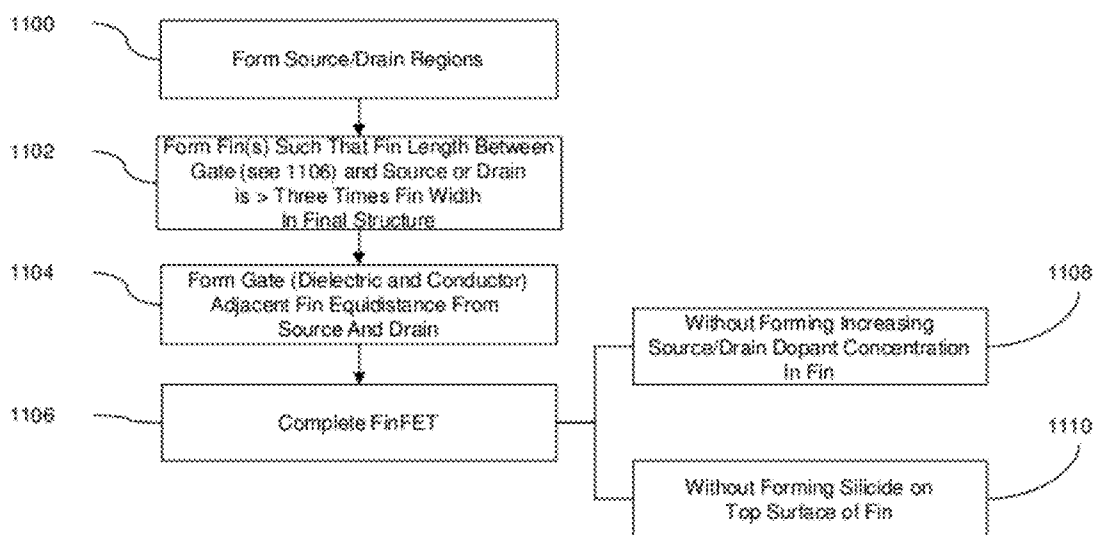 1100
Form Source/Drain Regions
1102
Form Fin(s) Such That Fin Length Between
Gate (see 1106) and Source or Drain
is > Three Times Fin Width
In Final Structure
1104
Form Gate (Dielectric and Conductor)
Adjacent Fin Equidistance From
Source And Drain
1106
Complete FinFET
1108
Without Forming Increasing
Source/Drain Dopant Concentration
In Fin
1110
Without Forming Silicide on
Top Surface of Fin